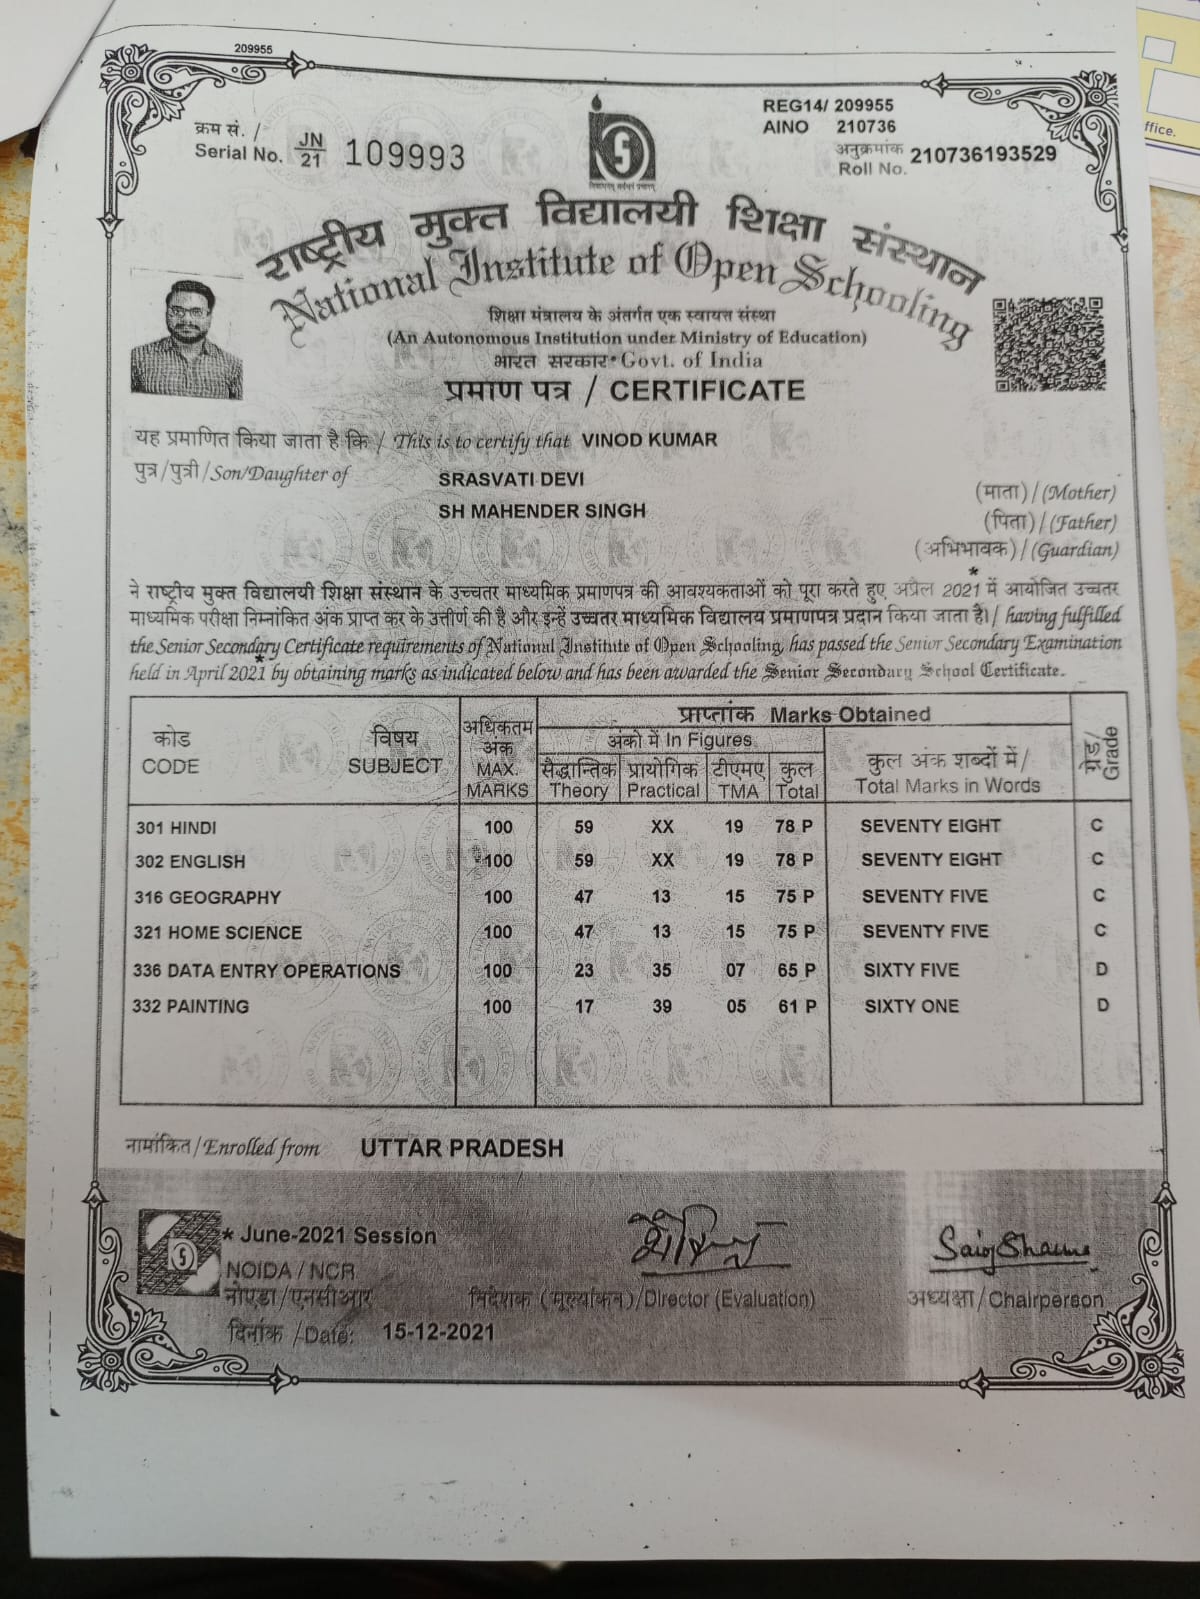 209955
क्रम सं. /
Serial No. JN/21 109993
REG14/ 209955
AINO 210736
अनुक्रमांक
Roll No. 210736193529
राष्ट्रीय मुक्त विद्यालयी शिक्षा संस्थान
National Institute of Open Schooling
शिक्षा मंत्रालय के अंतर्गत एक स्वायत्त संस्था
(An Autonomous Institution under Ministry of Education)
भारत सरकार•Govt. of India
प्रमाण पत्र / CERTIFICATE
यह प्रमाणित किया जाता है कि / This is to certify that VINOD KUMAR
पुत्र/पुत्री/Son/Daughter of SRASVATI DEVI (माता)/(Mother)
SH MAHENDER SINGH (पिता)/(Father)
(अभिभावक)/(Guardian)
ने राष्ट्रीय मुक्त विद्यालयी शिक्षा संस्थान के उच्चतर माध्यमिक प्रमाणपत्र की आवश्यकताओं को पूरा करते हुए अप्रैल 2021* में आयोजित उच्चतर
माध्यमिक परीक्षा निम्नांकित अंक प्राप्त कर के उत्तीर्ण की है और इन्हें उच्चतर माध्यमिक विद्यालय प्रमाणपत्र प्रदान किया जाता है।/ having fulfilled
the Senior Secondary Certificate requirements of National Institute of Open Schooling, has passed the Senior Secondary Examination
held in April 2021* by obtaining marks as indicated below and has been awarded the Senior Secondary School Certificate.
कोड CODE विषय SUBJECT अधिकतम अंक MAX. MARKS प्राप्तांक Marks Obtained ग्रेड/ Grade
अंको में In Figures कुल अंक शब्दों में/ Total Marks in Words
सैद्धान्तिक Theory प्रायोगिक Practical टीएमए TMA कुल Total
301 HINDI 100 59 XX 19 78 P SEVENTY EIGHT C
302 ENGLISH 100 59 XX 19 78 P SEVENTY EIGHT C
316 GEOGRAPHY 100 47 13 15 75 P SEVENTY FIVE C
321 HOME SCIENCE 100 47 13 15 75 P SEVENTY FIVE C
336 DATA ENTRY OPERATIONS 100 23 35 07 65 P SIXTY FIVE D
332 PAINTING 100 17 39 05 61 P SIXTY ONE D
नामांकित/Enrolled from UTTAR PRADESH
* June-2021 Session
NOIDA / NCR
नोएडा/एनसीआर
निदेशक (मूल्यांकन)/Director (Evaluation)
अध्यक्षा/Chairperson
दिनांक /Date: 15-12-2021
ffice.